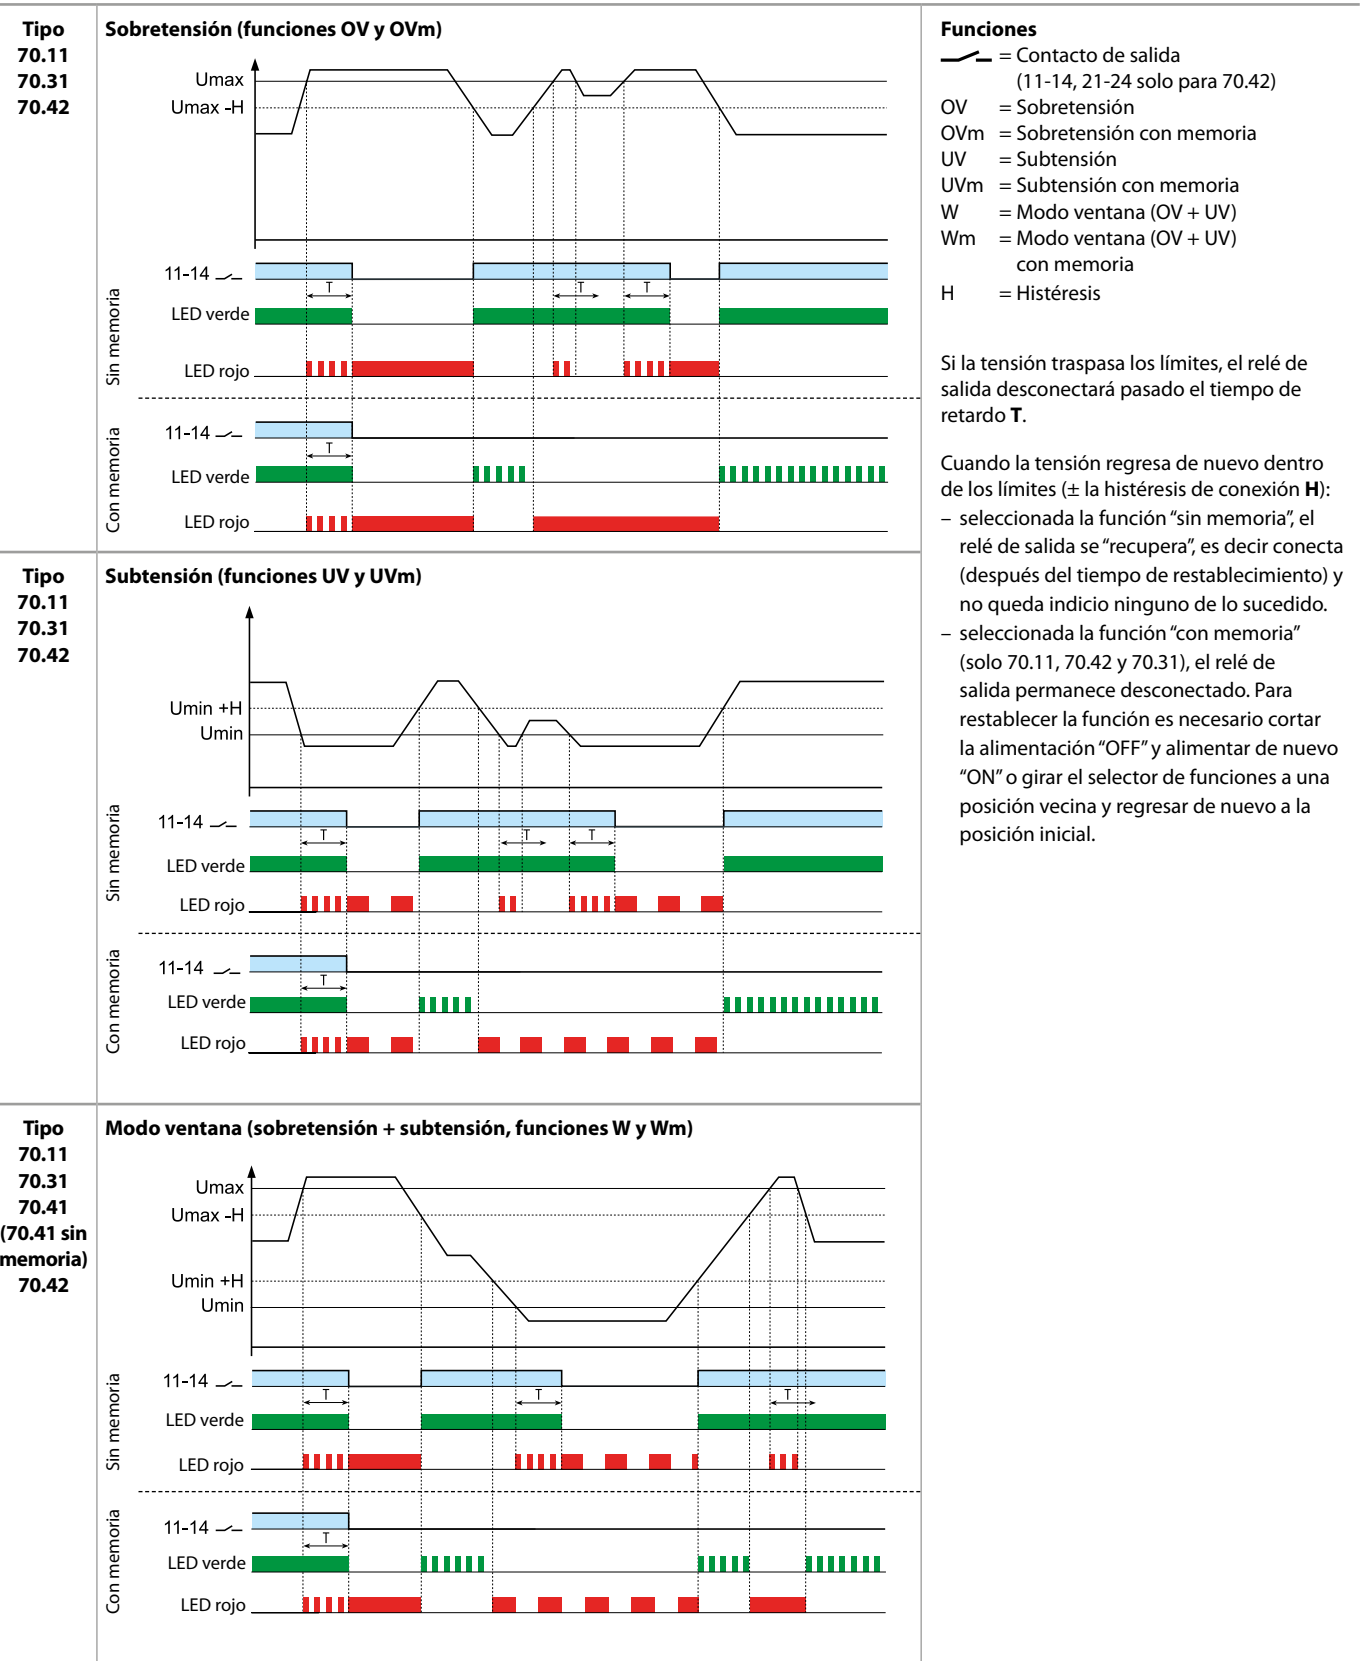 Tipo
70.11
70.31
70.42
Sobretensión (funciones OV y OVm)
Umax
Umax -H
Sin memoria
11-14
T
T
T
LED verde
LED rojo
Con memoria
11-14
T
LED verde
LED rojo
Tipo
70.11
70.31
70.42
Subtensión (funciones UV y UVm)
Umin +H
Umin
Sin memoria
11-14
T
T
T
LED verde
LED rojo
Con memoria
11-14
T
LED verde
LED rojo
Tipo
70.11
70.31
70.41
(70.41 sin
memoria)
70.42
Modo ventana (sobretensión + subtensión, funciones W y Wm)
Umax
Umax -H
Umin +H
Umin
Sin memoria
11-14
T
T
T
LED verde
LED rojo
Con memoria
11-14
T
LED verde
LED rojo
Funciones
= Contacto de salida
(11-14, 21-24 solo para 70.42)
OV = Sobretensión
OVm = Sobretensión con memoria
UV = Subtensión
UVm = Subtensión con memoria
W = Modo ventana (OV + UV)
Wm = Modo ventana (OV + UV)
con memoria
H = Histéresis
Si la tensión traspasa los límites, el relé de
salida desconectará pasado el tiempo de
retardo T.
Cuando la tensión regresa de nuevo dentro
de los límites (± la histéresis de conexión H):
– seleccionada la función “sin memoria”, el
relé de salida se “recupera”, es decir conecta
(después del tiempo de restablecimiento) y
no queda indicio ninguno de lo sucedido.
– seleccionada la función “con memoria”
(solo 70.11, 70.42 y 70.31), el relé de
salida permanece desconectado. Para
restablecer la función es necesario cortar
la alimentación “OFF” y alimentar de nuevo
“ON” o girar el selector de funciones a una
posición vecina y regresar de nuevo a la
posición inicial.